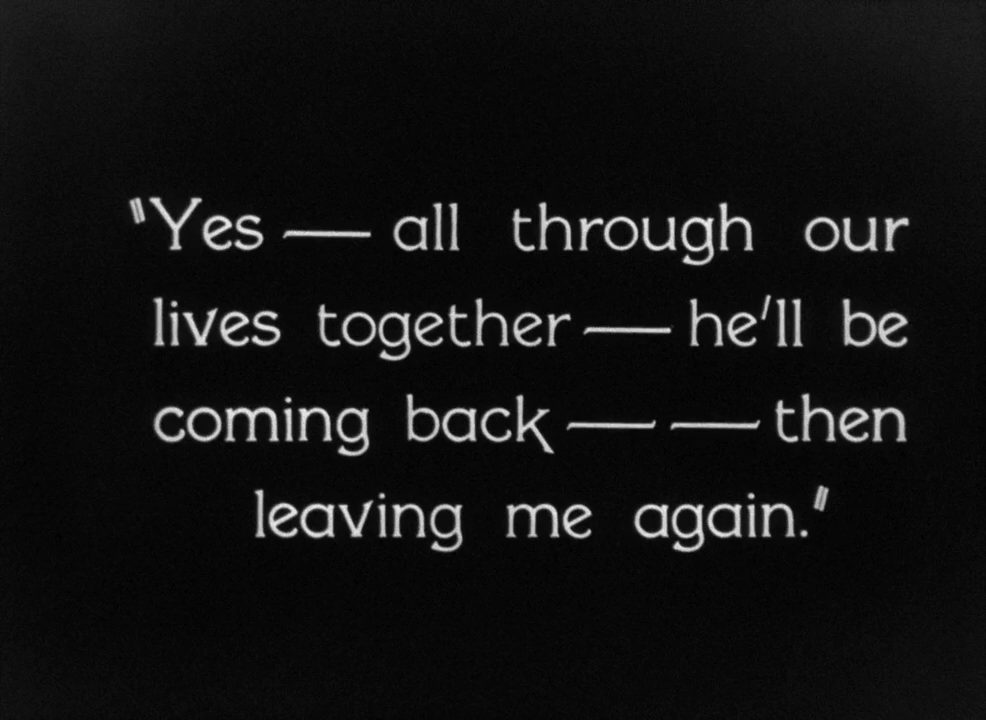 "Yes — all through our
lives together — he'll be
coming back — — then
leaving me again."